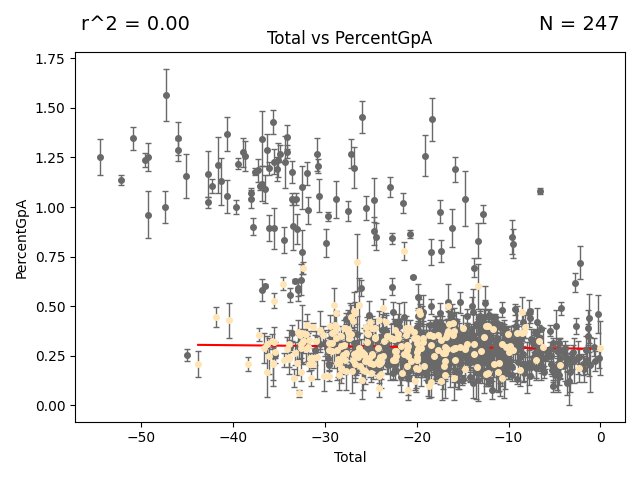 r^2 = 0.00
N = 247
Total vs PercentGpA
1.75
1.50
1.25
1.00
0.75
0.50
0.25
0.00
PercentGpA
−50
−40
−30
−20
−10
0
Total